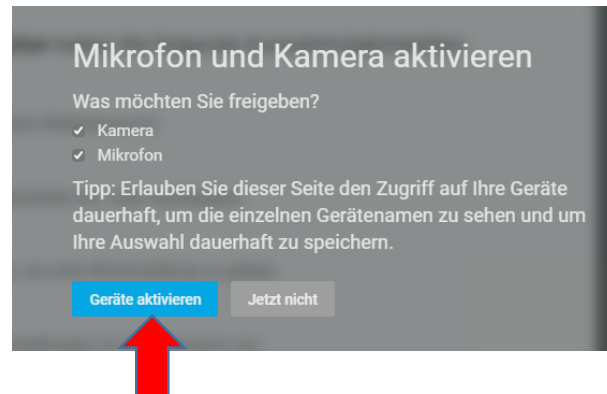 Mikrofon und Kamera aktivieren
Was möchten Sie freigeben?
Kamera
Mikrofon
Tipp: Erlauben Sie dieser Seite den Zugriff auf Ihre Geräte
dauerhaft, um die einzelnen Gerätenamen zu sehen und um
Ihre Auswahl dauerhaft zu speichern.
Geräte aktivieren
Jetzt nicht